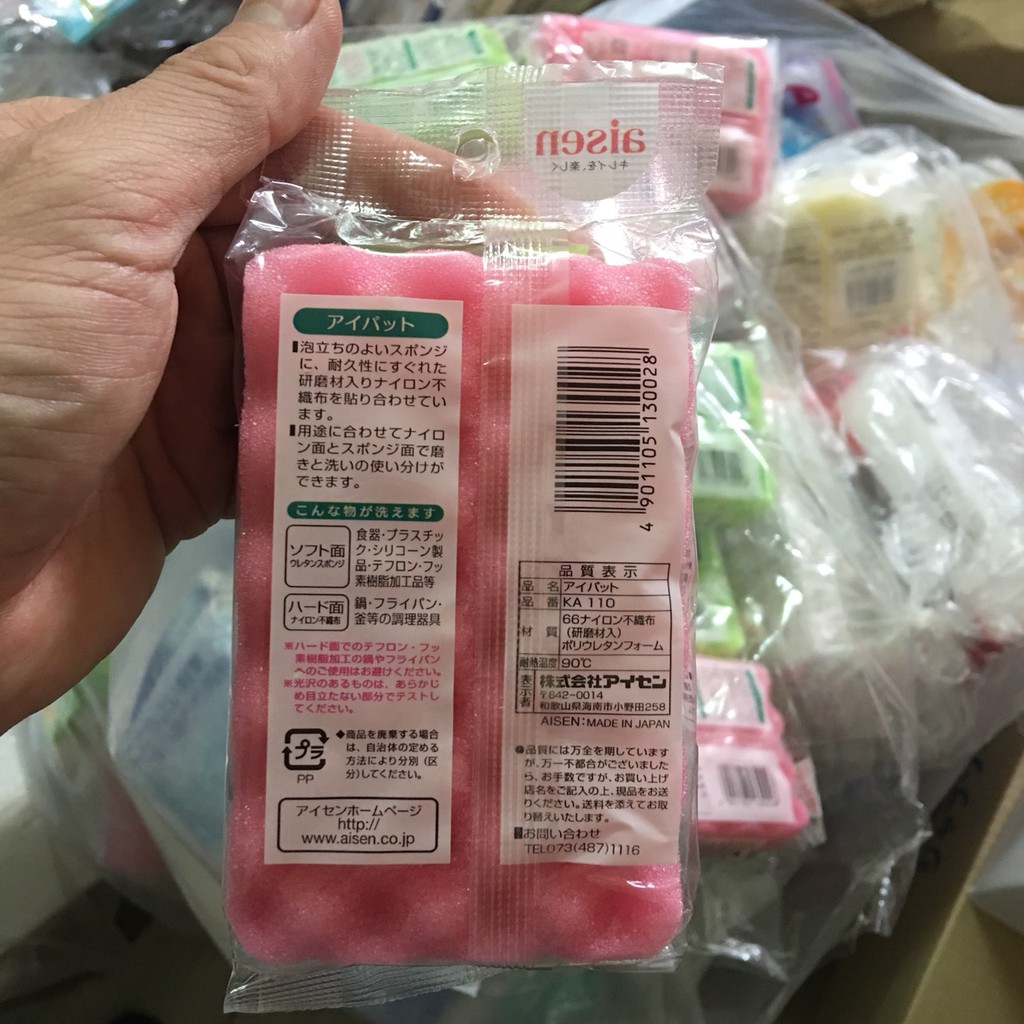 aisen
キレイを、楽しく
アイパット
▮泡立ちのよいスポンジ
に、耐久性にすぐれた
研磨材入りナイロン不
織布を貼り合わせてい
ます。
▮用途に合わせてナイロ
ン面とスポンジ面で磨
きと洗いの使い分けが
できます。
こんな物が洗えます
ソフト面
ウレタンスポンジ
食器・プラスチッ
ク・シリコーン製
品・テフロン・フッ
素樹脂加工品等
ハード面
ナイロン不織布
鍋・フライパン・
釜等の調理器具
※ハード面でのテフロン・フッ
素樹脂加工の鍋やフライパン
へのご使用はお避けください。
※光沢のあるものは、あらかじ
め目立たない部分でテストし
てください。
プラ
PP
◆商品を廃棄する場合
は、自治体の定める
方法により分別（区
分）してください。
アイセンホームページ
http://
www.aisen.co.jp
4 901105 130028
品質表示
品名 アイパット
品番 KA 110
材質 66ナイロン不織布
（研磨材入）
ポリウレタンフォーム
耐熱温度 90℃
表示者 株式会社アイセン
〒642-0014
和歌山県海南市小野田258
AISEN:MADE IN JAPAN
●品質には万全を期しています
が、万一不都合がございました
ら、お手数ですが、お買い上げ
店名をご記入の上、現品をお送
りください。送料を添えてお取
り替えいたします。
▮お問い合わせ
TEL073(487)1116